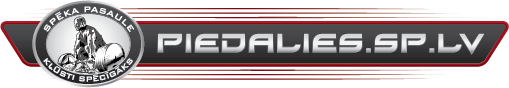 SPĒKA PASAULE
KĻŪSTI SPĒCĪGĀKS
PIEDALIES.SP.LV